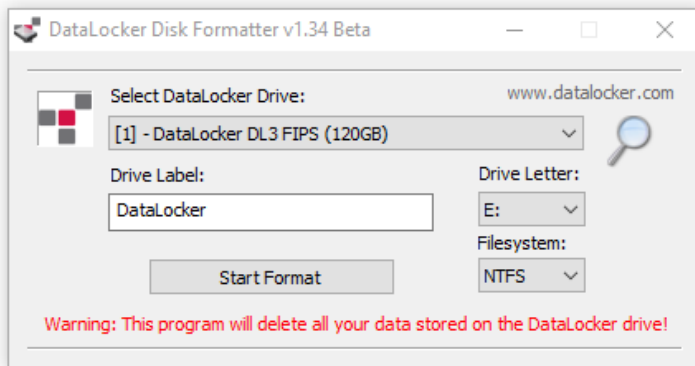 DataLocker Disk Formatter v1.34 Beta
www.datalocker.com
Select DataLocker Drive:
[1] - DataLocker DL3 FIPS (120GB)
Drive Label:
Drive Letter:
DataLocker
E:
Filesystem:
Start Format
NTFS
Warning: This program will delete all your data stored on the DataLocker drive!